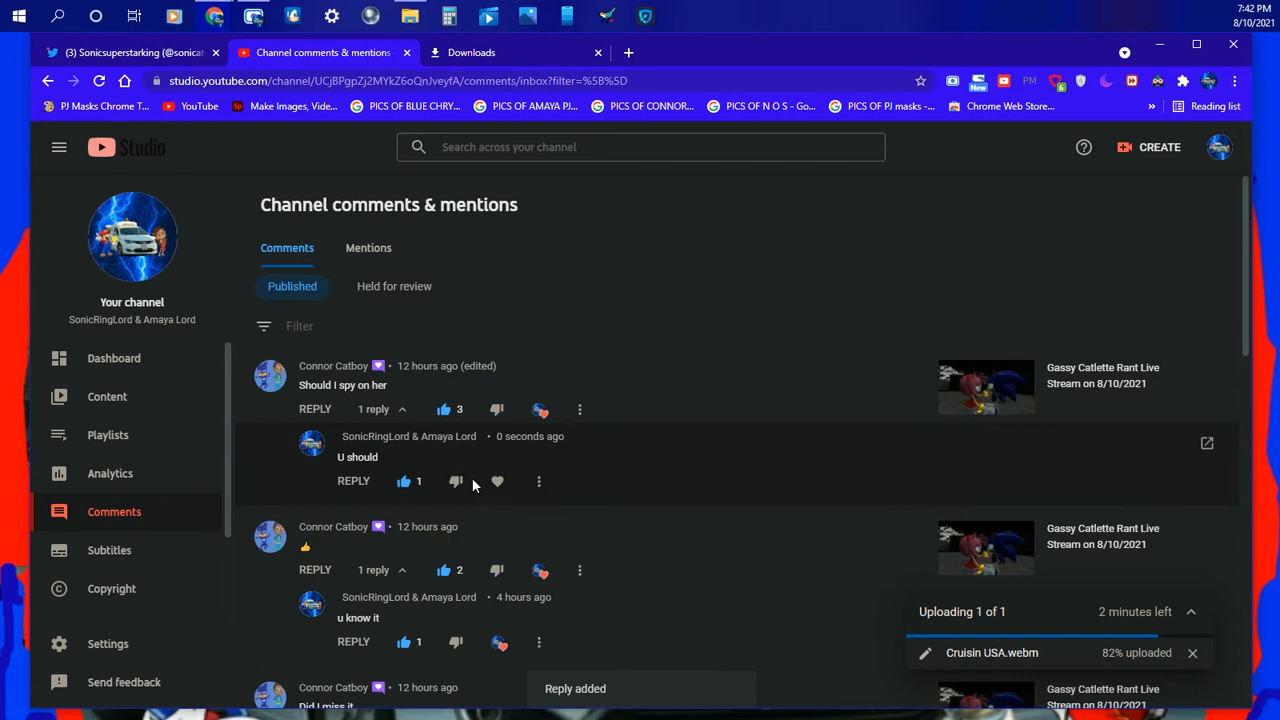 7:42 PM
8/10/2021
(3) Sonicsuperstarking (@sonicat
Channel comments & mentions -
Downloads
studio.youtube.com/channel/UCjBPgpZj2MYkZ6oQnJveyfA/comments/inbox?filter=%5B%5D
New
PM
6
PJ Masks Chrome T...
YouTube
Make Images, Vide...
PICS OF BLUE CHRY...
PICS OF AMAYA PJ...
PICS OF CONNOR...
PICS OF N O S - Go...
PICS OF PJ masks -...
Chrome Web Store...
»
Reading list
Studio
Search across your channel
CREATE
Your channel
SonicRingLord & Amaya Lord
Dashboard
Content
Playlists
Analytics
Comments
Subtitles
Copyright
Settings
Send feedback
Channel comments & mentions
Comments
Mentions
Published
Held for review
Filter
Connor Catboy • 12 hours ago (edited)
Should I spy on her
REPLY 1 reply 3
Gassy Catlette Rant Live
Stream on 8/10/2021
SonicRingLord & Amaya Lord • 0 seconds ago
U should
REPLY 1
Connor Catboy • 12 hours ago
👍
REPLY 1 reply 2
Gassy Catlette Rant Live
Stream on 8/10/2021
SonicRingLord & Amaya Lord • 4 hours ago
u know it
REPLY 1
Connor Catboy • 12 hours ago
Did I miss it
Gassy Catlette Rant Live
Reply added
Uploading 1 of 1 2 minutes left
Cruisin USA.webm 82% uploaded